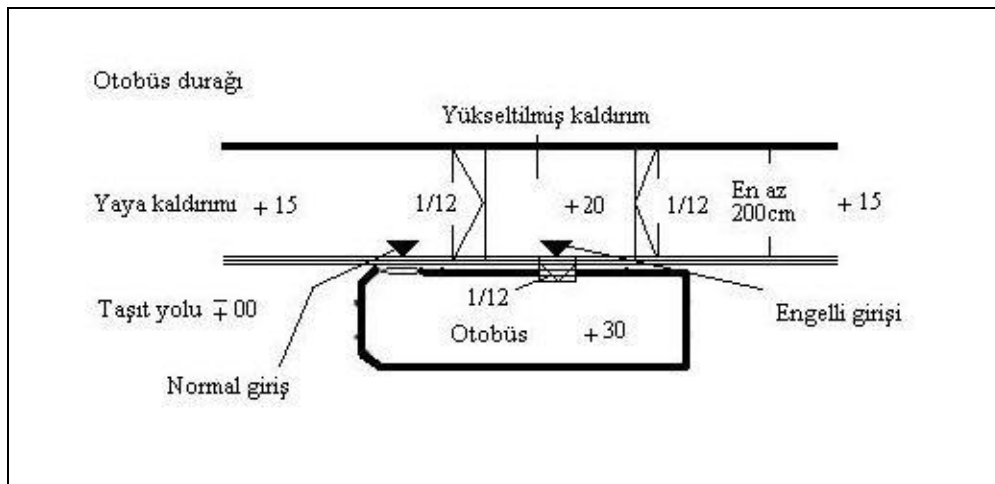 Otobüs durağı
Yükseltilmiş kaldırım
Yaya kaldırımı + 15
1/12
+20
1/12
En az
200cm
+ 15
Taşıt yolu ∓ 00
1/12
Otobüs
+ 30
Engelli girişi
Normal giriş